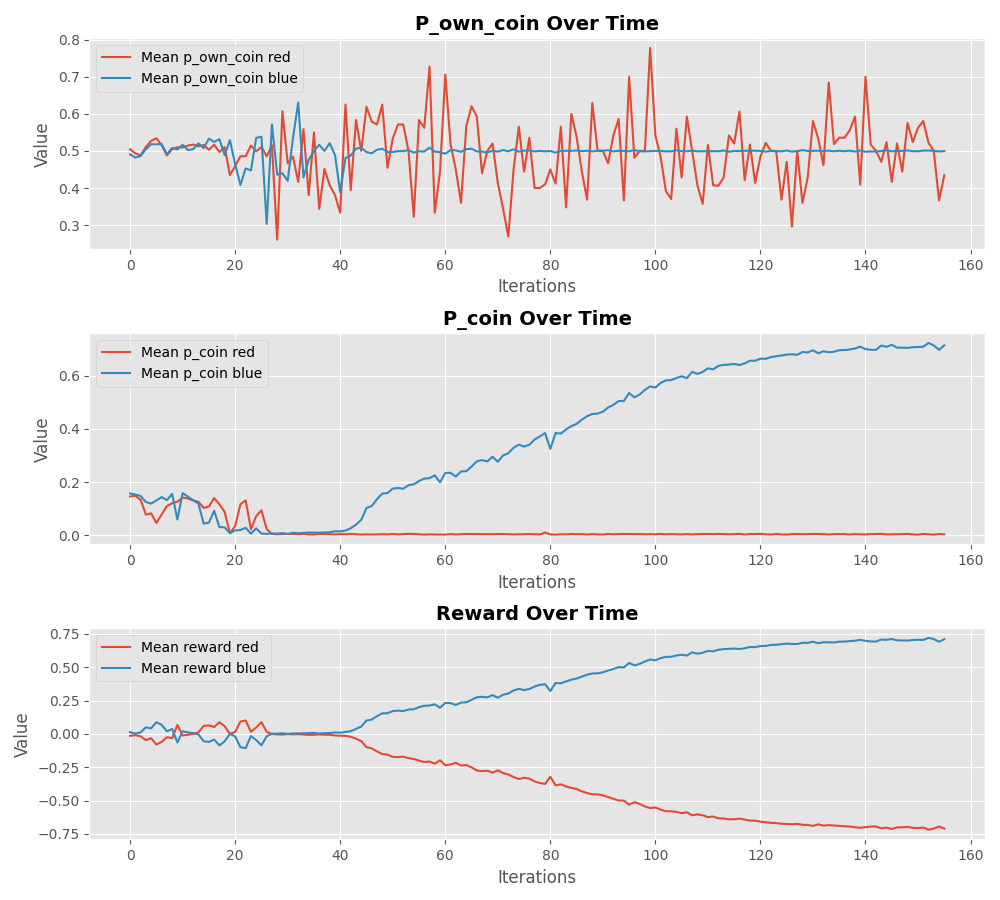 P_own_coin Over Time
0.8
0.7
0.6
0.5
0.4
0.3
Value
Mean p_own_coin red
Mean p_own_coin blue
0 20 40 60 80 100 120 140 160
Iterations
P_coin Over Time
0.6
0.4
0.2
0.0
Value
Mean p_coin red
Mean p_coin blue
0 20 40 60 80 100 120 140 160
Iterations
Reward Over Time
0.75
0.50
0.25
0.00
−0.25
−0.50
−0.75
Value
Mean reward red
Mean reward blue
0 20 40 60 80 100 120 140 160
Iterations